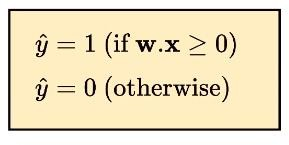 ŷ = 1 (if w.x ≥ 0)
ŷ = 0 (otherwise)